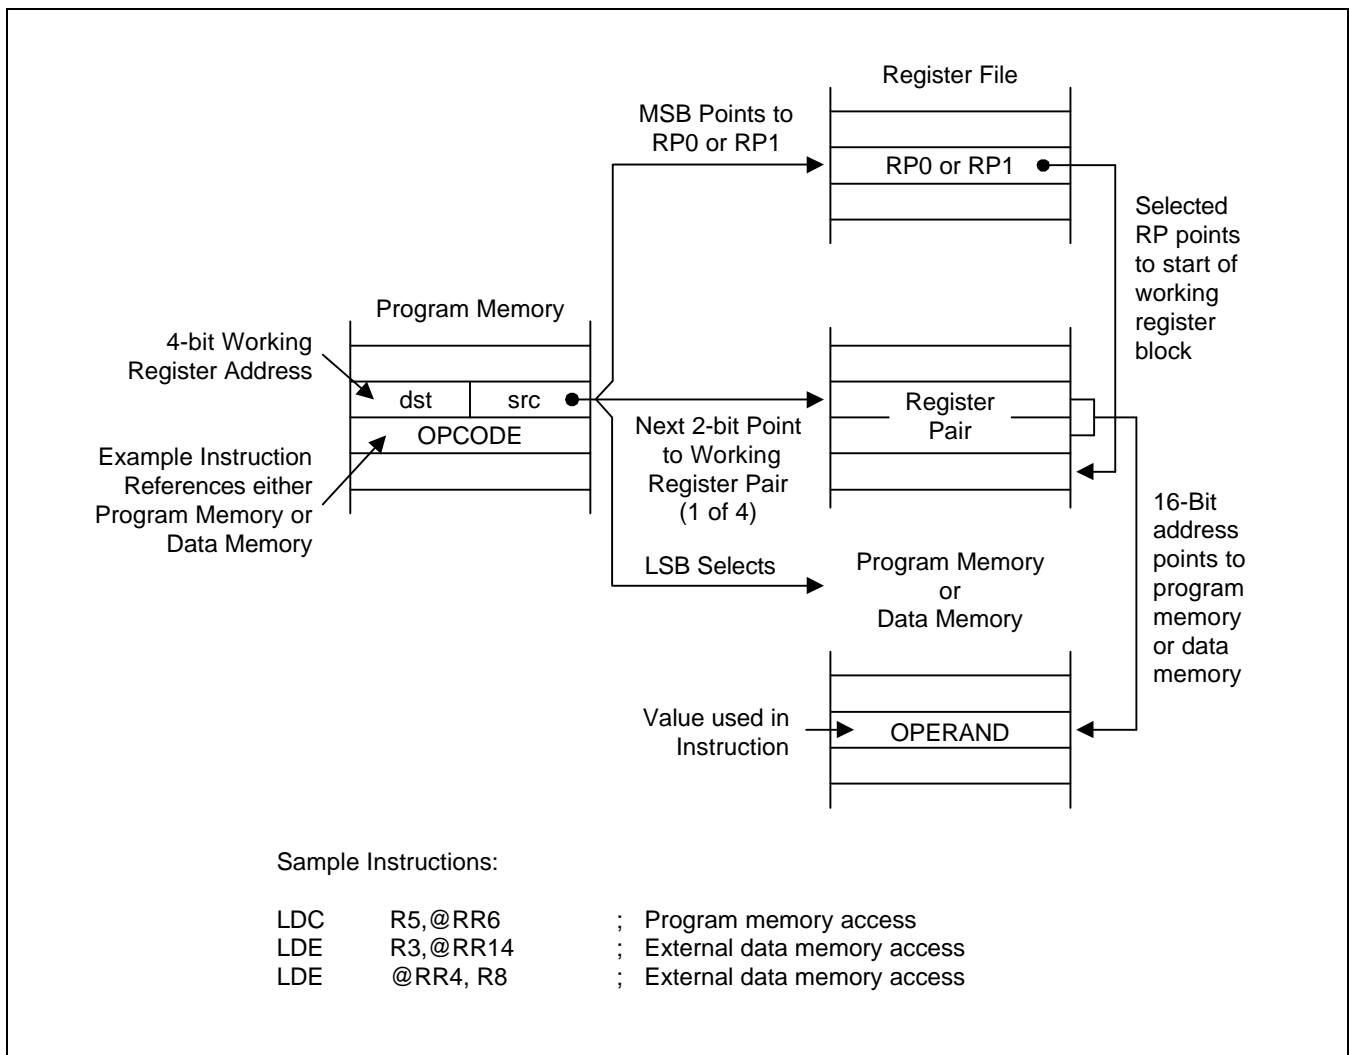 Register File
MSB Points to
RP0 or RP1
RP0 or RP1
Selected
RP points
to start of
working
register
block
Program Memory
4-bit Working
Register Address
dst src
OPCODE
Example Instruction
References either
Program Memory or
Data Memory
Next 2-bit Point
to Working
Register Pair
(1 of 4)
Register
Pair
16-Bit
address
points to
program
memory
or data
memory
LSB Selects
Program Memory
or
Data Memory
Value used in
Instruction
OPERAND
Sample Instructions:
LDC R5,@RR6 ; Program memory access
LDE R3,@RR14 ; External data memory access
LDE @RR4, R8 ; External data memory access